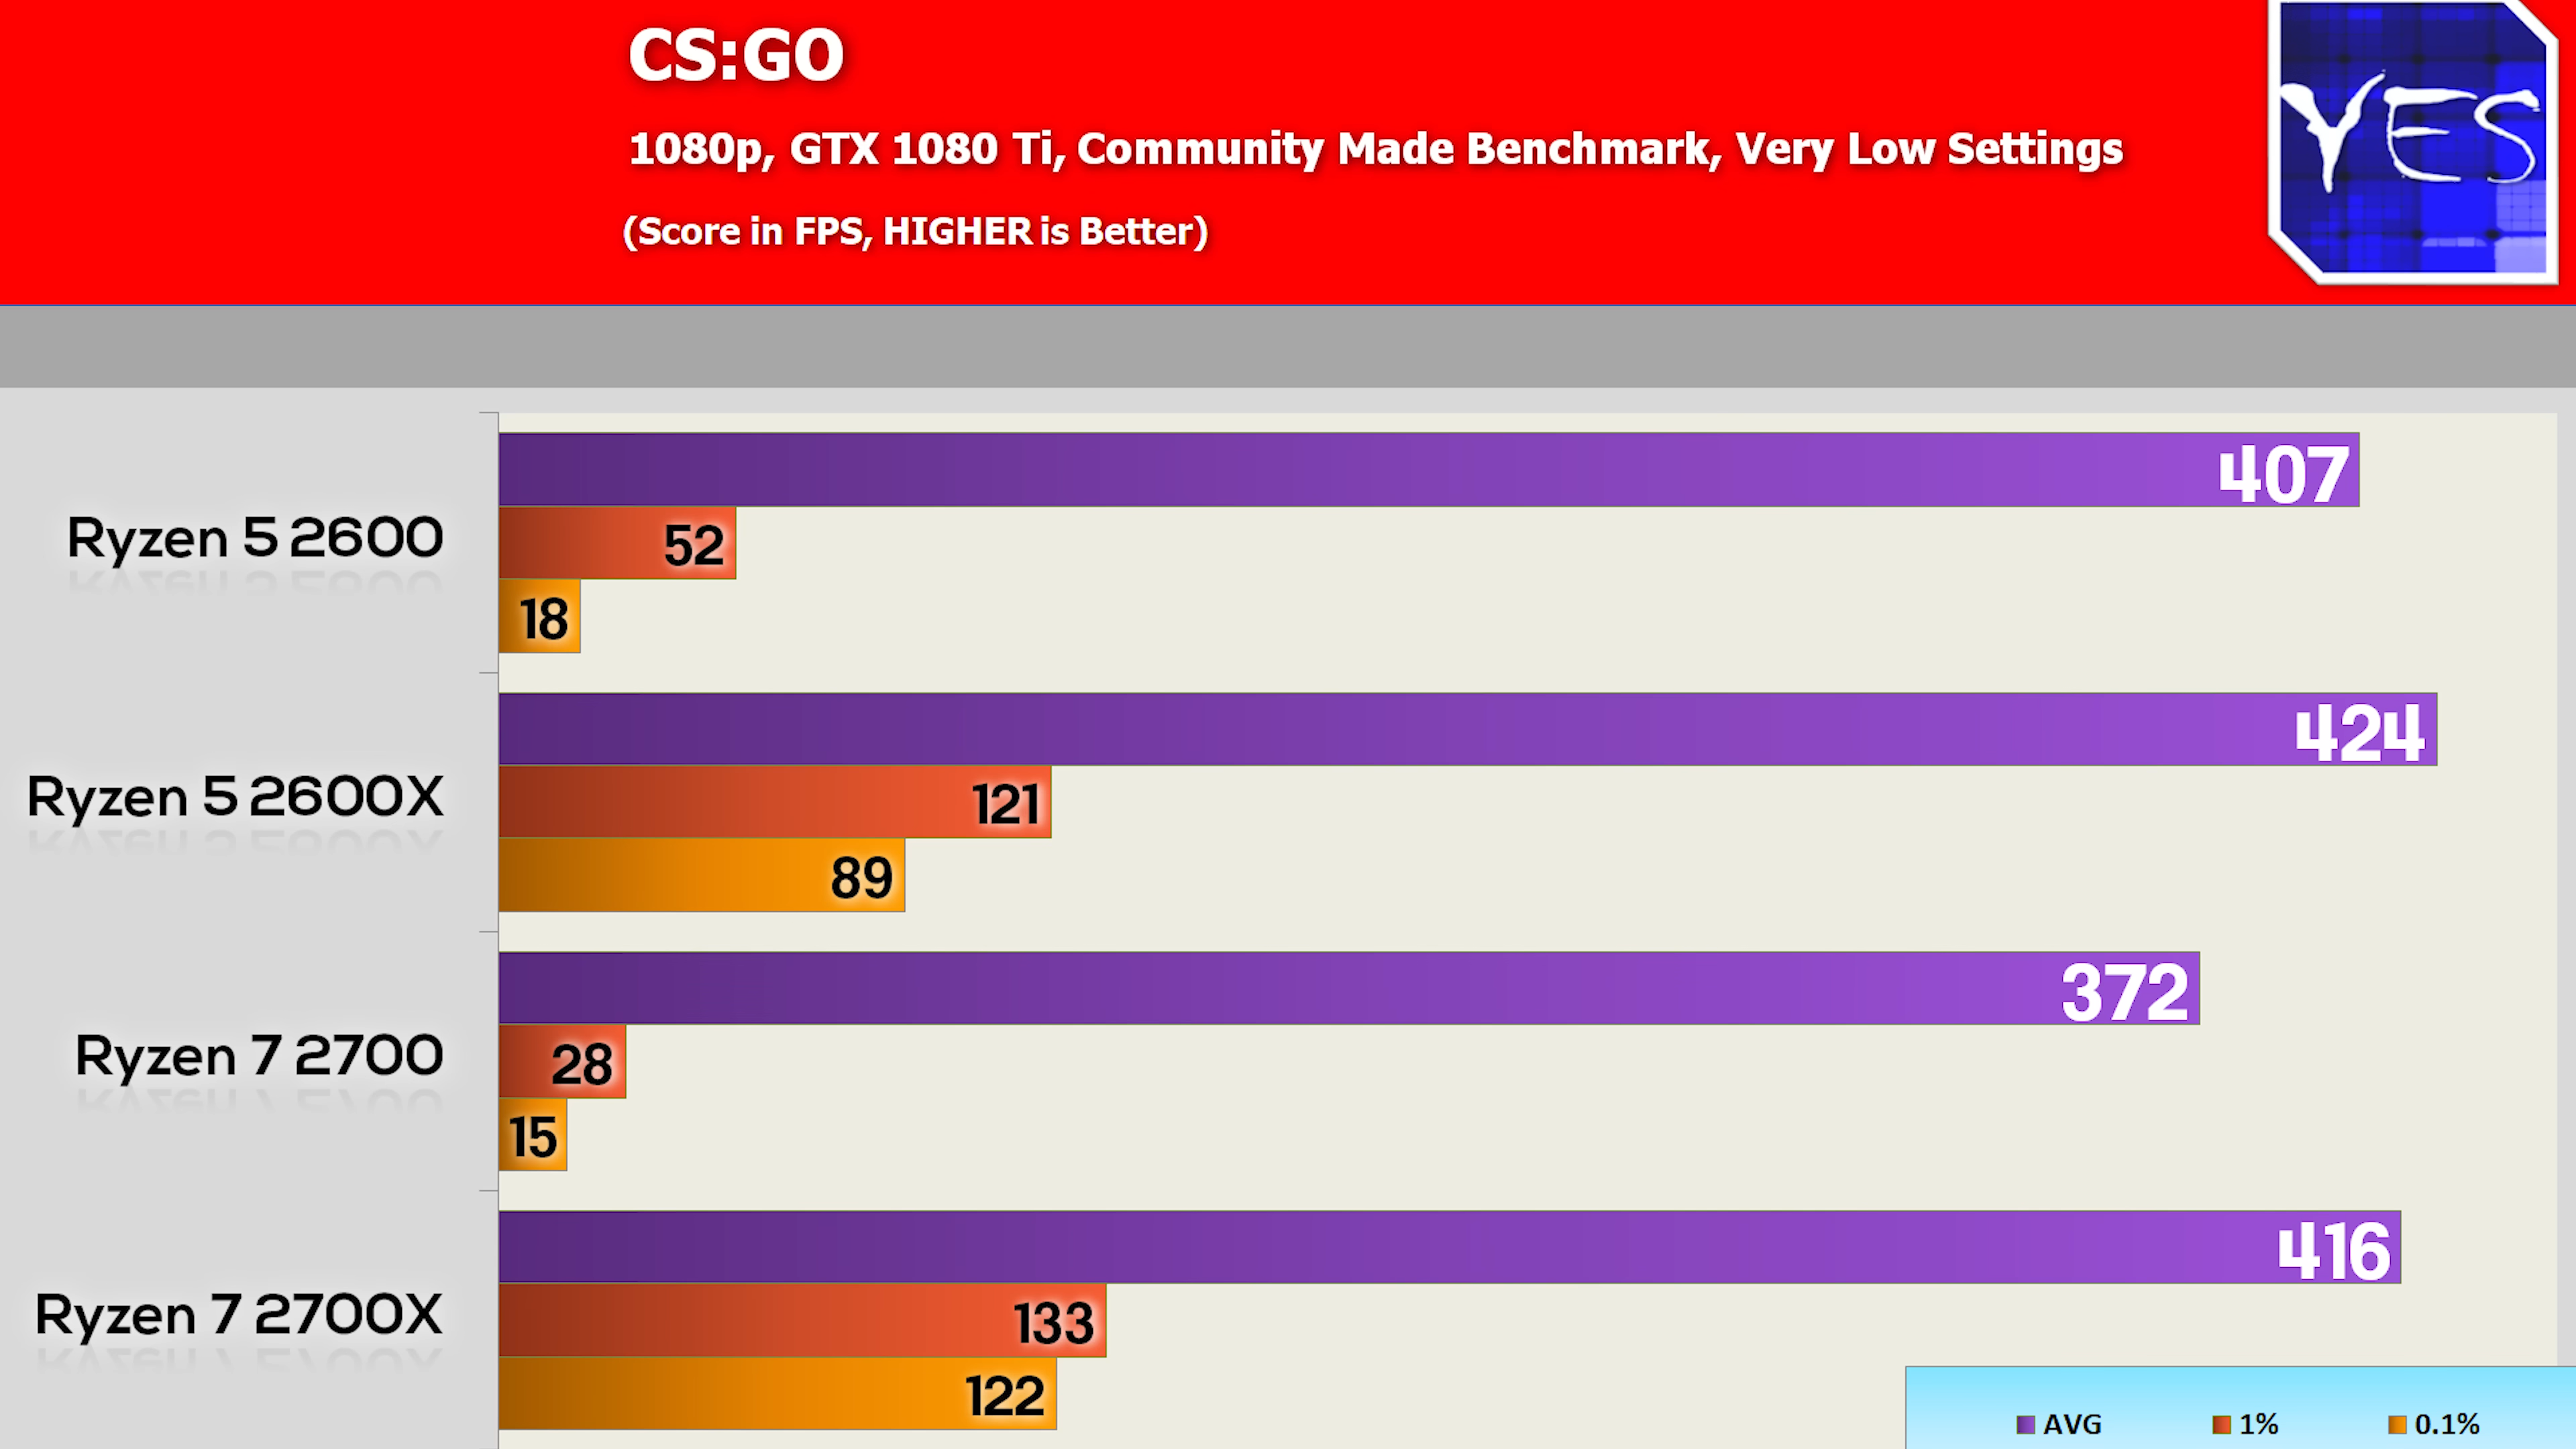 CS:GO
1080p, GTX 1080 Ti, Community Made Benchmark, Very Low Settings
(Score in FPS, HIGHER is Better)
YES
Ryzen 5 2600
407
52
18
Ryzen 5 2600X
424
121
89
Ryzen 7 2700
372
28
15
Ryzen 7 2700X
416
133
122
AVG 1% 0.1%